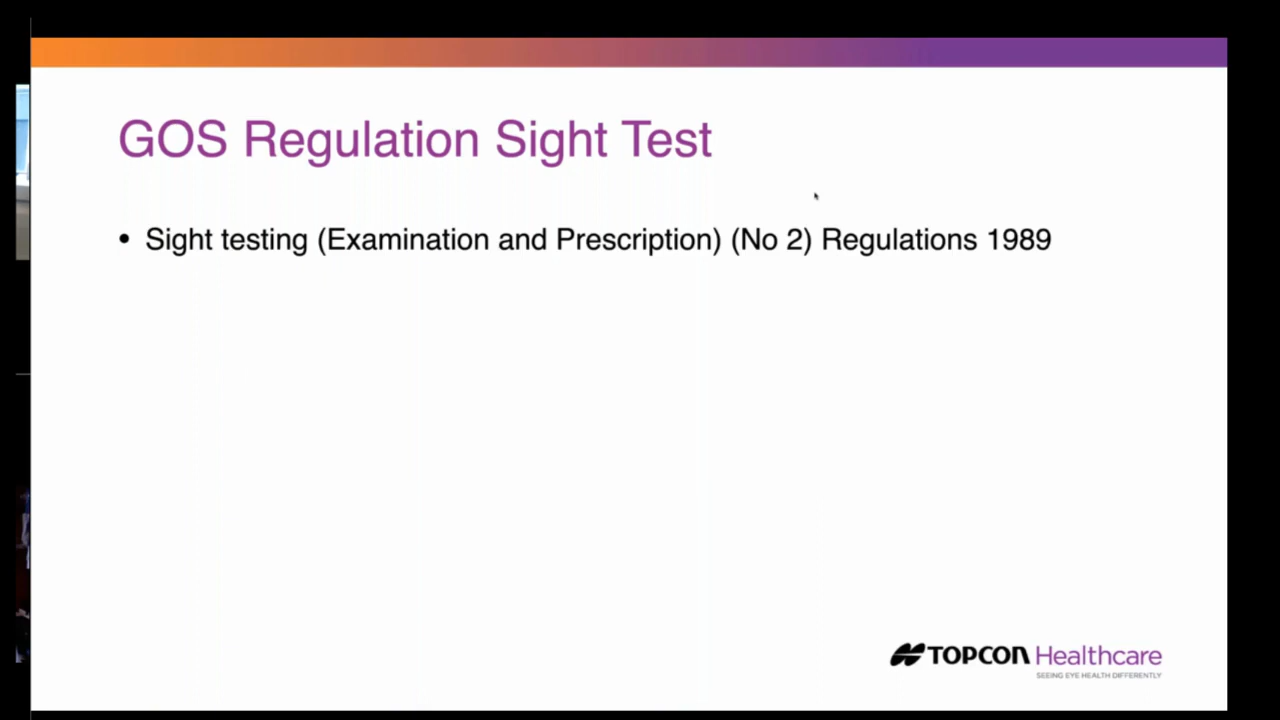 GOS Regulation Sight Test
• Sight testing (Examination and Prescription) (No 2) Regulations 1989
TOPCON Healthcare
SEEING EYE HEALTH DIFFERENTLY